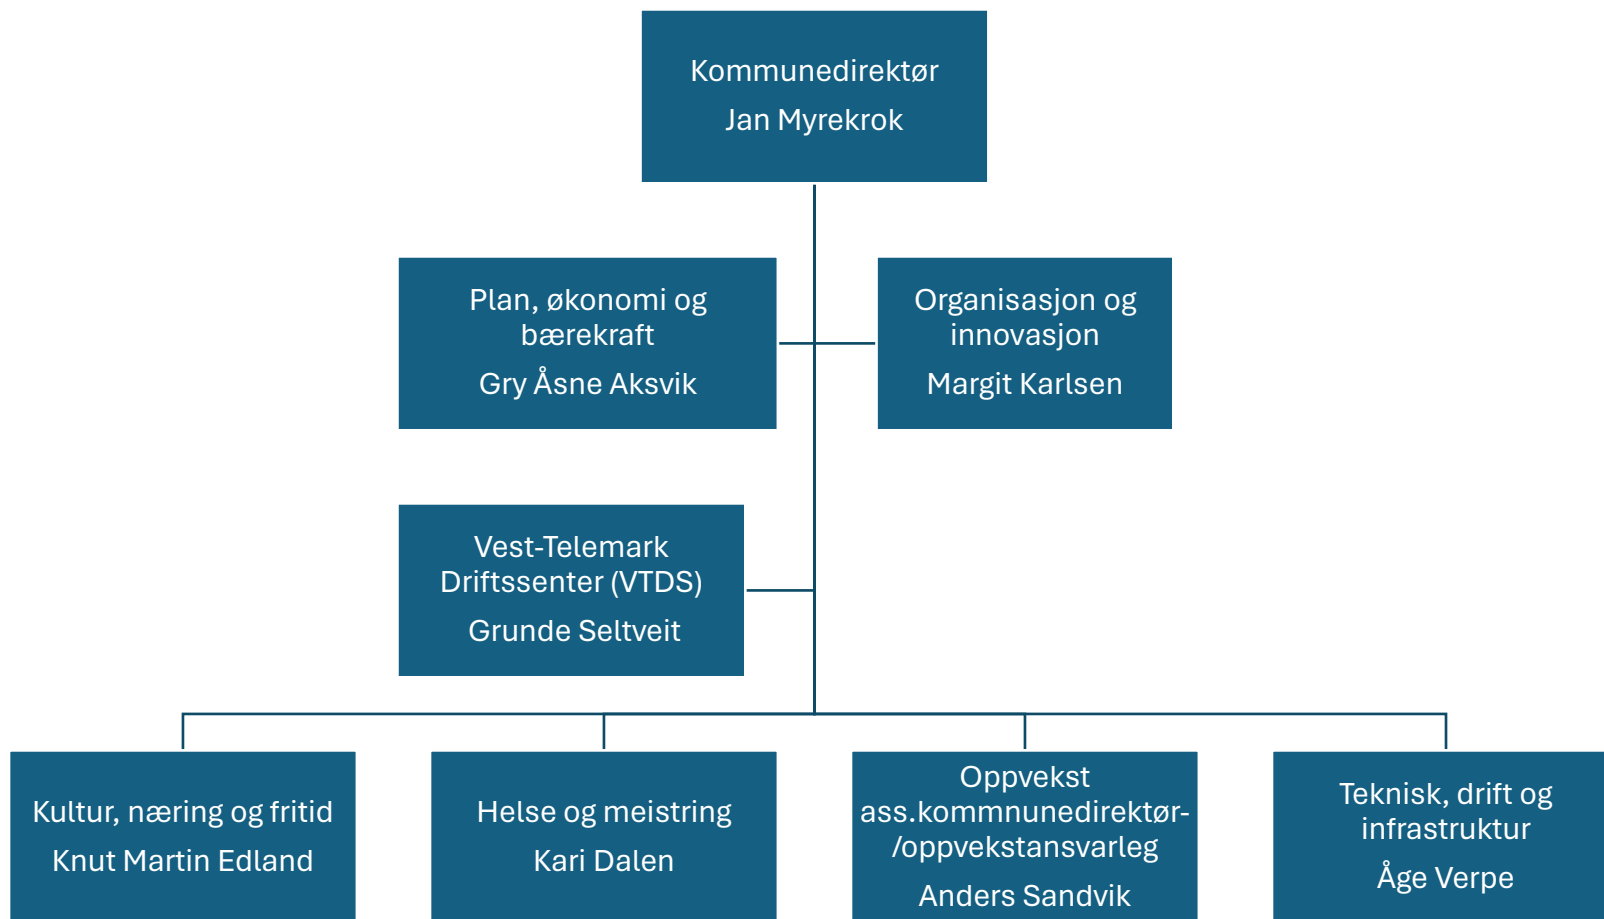 Kommunedirektør
Jan Myrekrok
Plan, økonomi og
bærekraft
Gry Åsne Aksvik
Organisasjon og
innovasjon
Margit Karlsen
Vest-Telemark
Driftssenter (VTDS)
Grunde Seltveit
Kultur, næring og fritid
Knut Martin Edland
Helse og meistring
Kari Dalen
Oppvekst
ass.kommnunedirektør-
/oppvekstansvarleg
Anders Sandvik
Teknisk, drift og
infrastruktur
Åge Verpe